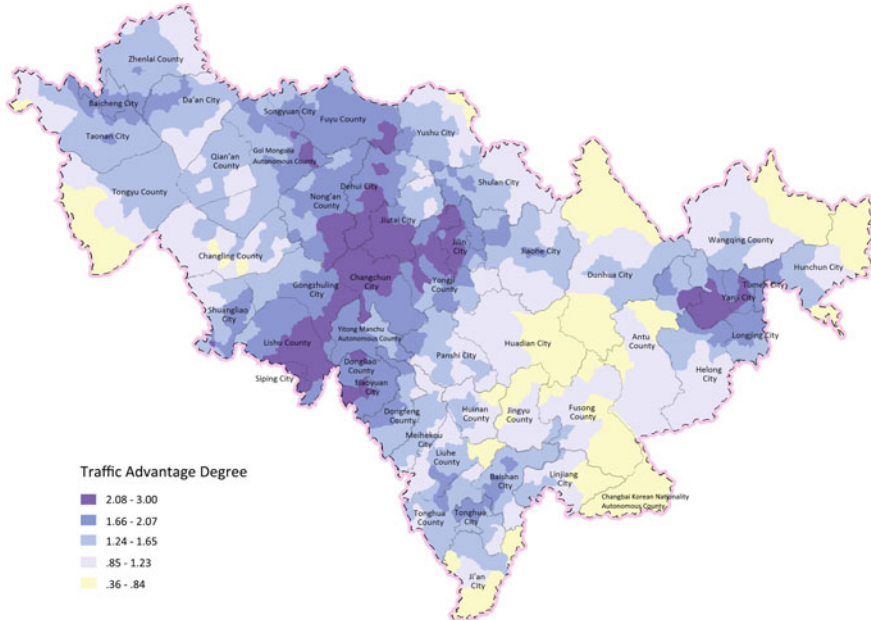 Zhenlai County
Baicheng City
Da'an City
Taonan City
Songyuan City
Fuyu County
Yushu City
Qian'an
County
Gol Mongolia
Autonomous County
Tongyu County
Dehui City
Nong'an
County
Shulan City
Jiutai City
Jilin
City
Jiaohe City
Wangqing County
Changling County
Changchun
City
Yongji
County
Dunhua City
Hunchun City
Tumen City
Yanji City
Gongzhuling
City
Shuangliao
City
Lishu County
Yitong Manchu
Autonomous County
Huadian City
Antu
County
Longjing City
Panshi City
Siping City
Dongliao
County
Liaoyuan
City
Helong
City
Dongfeng
County
Huinan
County
Jingyu
County
Fusong
County
Meihekou
City
Liuhe
County
Baishan
City
Linjiang
City
Changbai Korean Nationality
Autonomous County
Tonghua
County
Tonghua
City
Ji'an
City
Traffic Advantage Degree
2.08 - 3.00
1.66 - 2.07
1.24 - 1.65
.85 - 1.23
.36 - .84